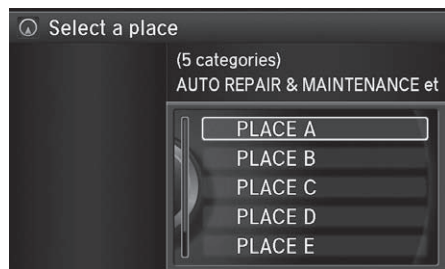 Select a place
(5 categories)
AUTO REPAIR & MAINTENANCE et
PLACE A
PLACE B
PLACE C
PLACE D
PLACE E